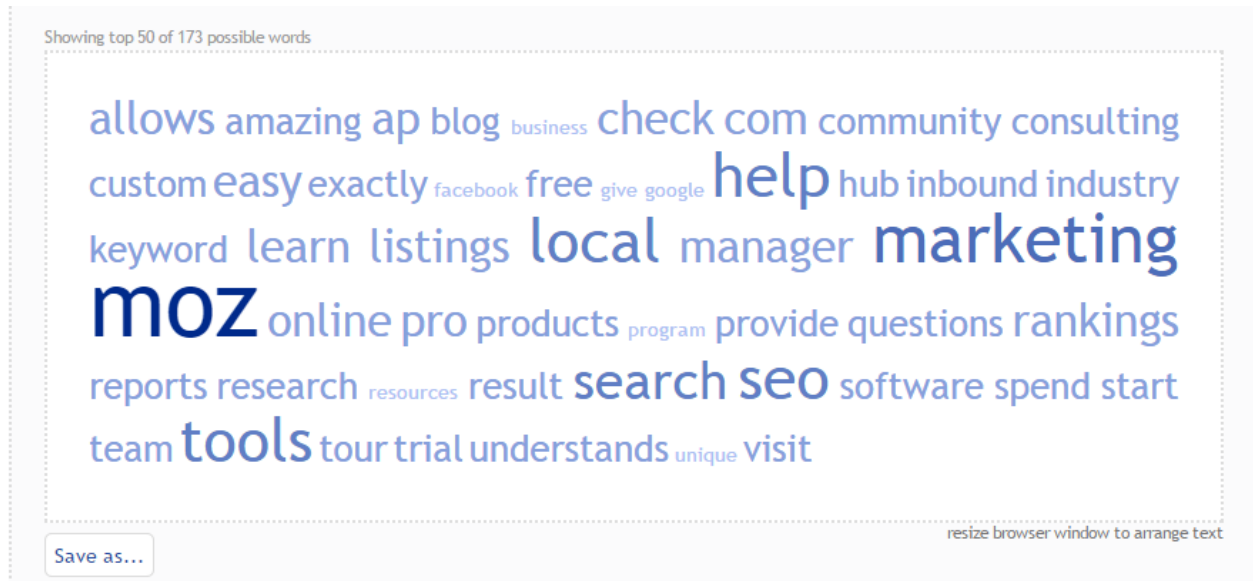 Showing top 50 of 173 possible words
allows amazing ap blog business check com community consulting
custom easy exactly facebook free give google help hub inbound industry
keyword learn listings local manager marketing
moz online pro products program provide questions rankings
reports research resources result search seo software spend start
team tools tour trial understands unique visit
resize browser window to arrange text
Save as...